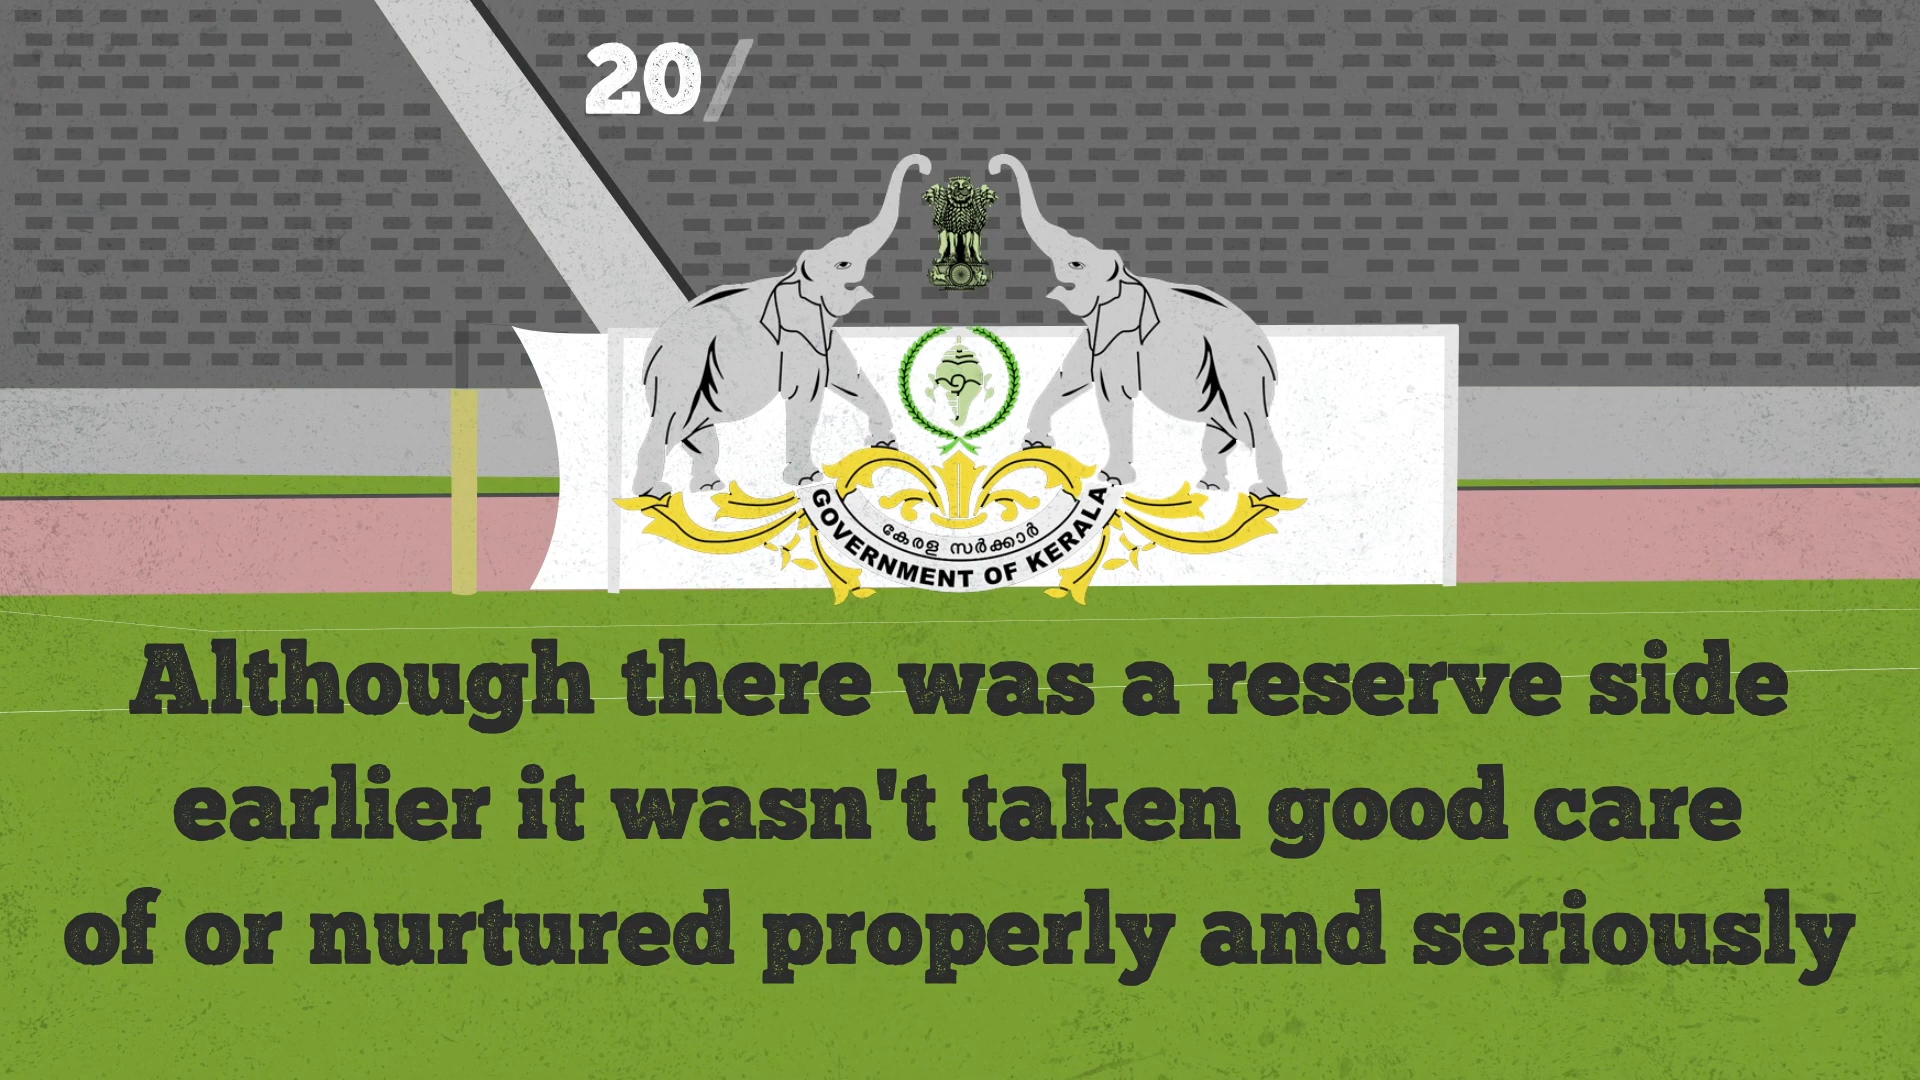 20/
കേരള സർക്കാർ
GOVERNMENT OF KERALA
Although there was a reserve side
earlier it wasn't taken good care
of or nurtured properly and seriously